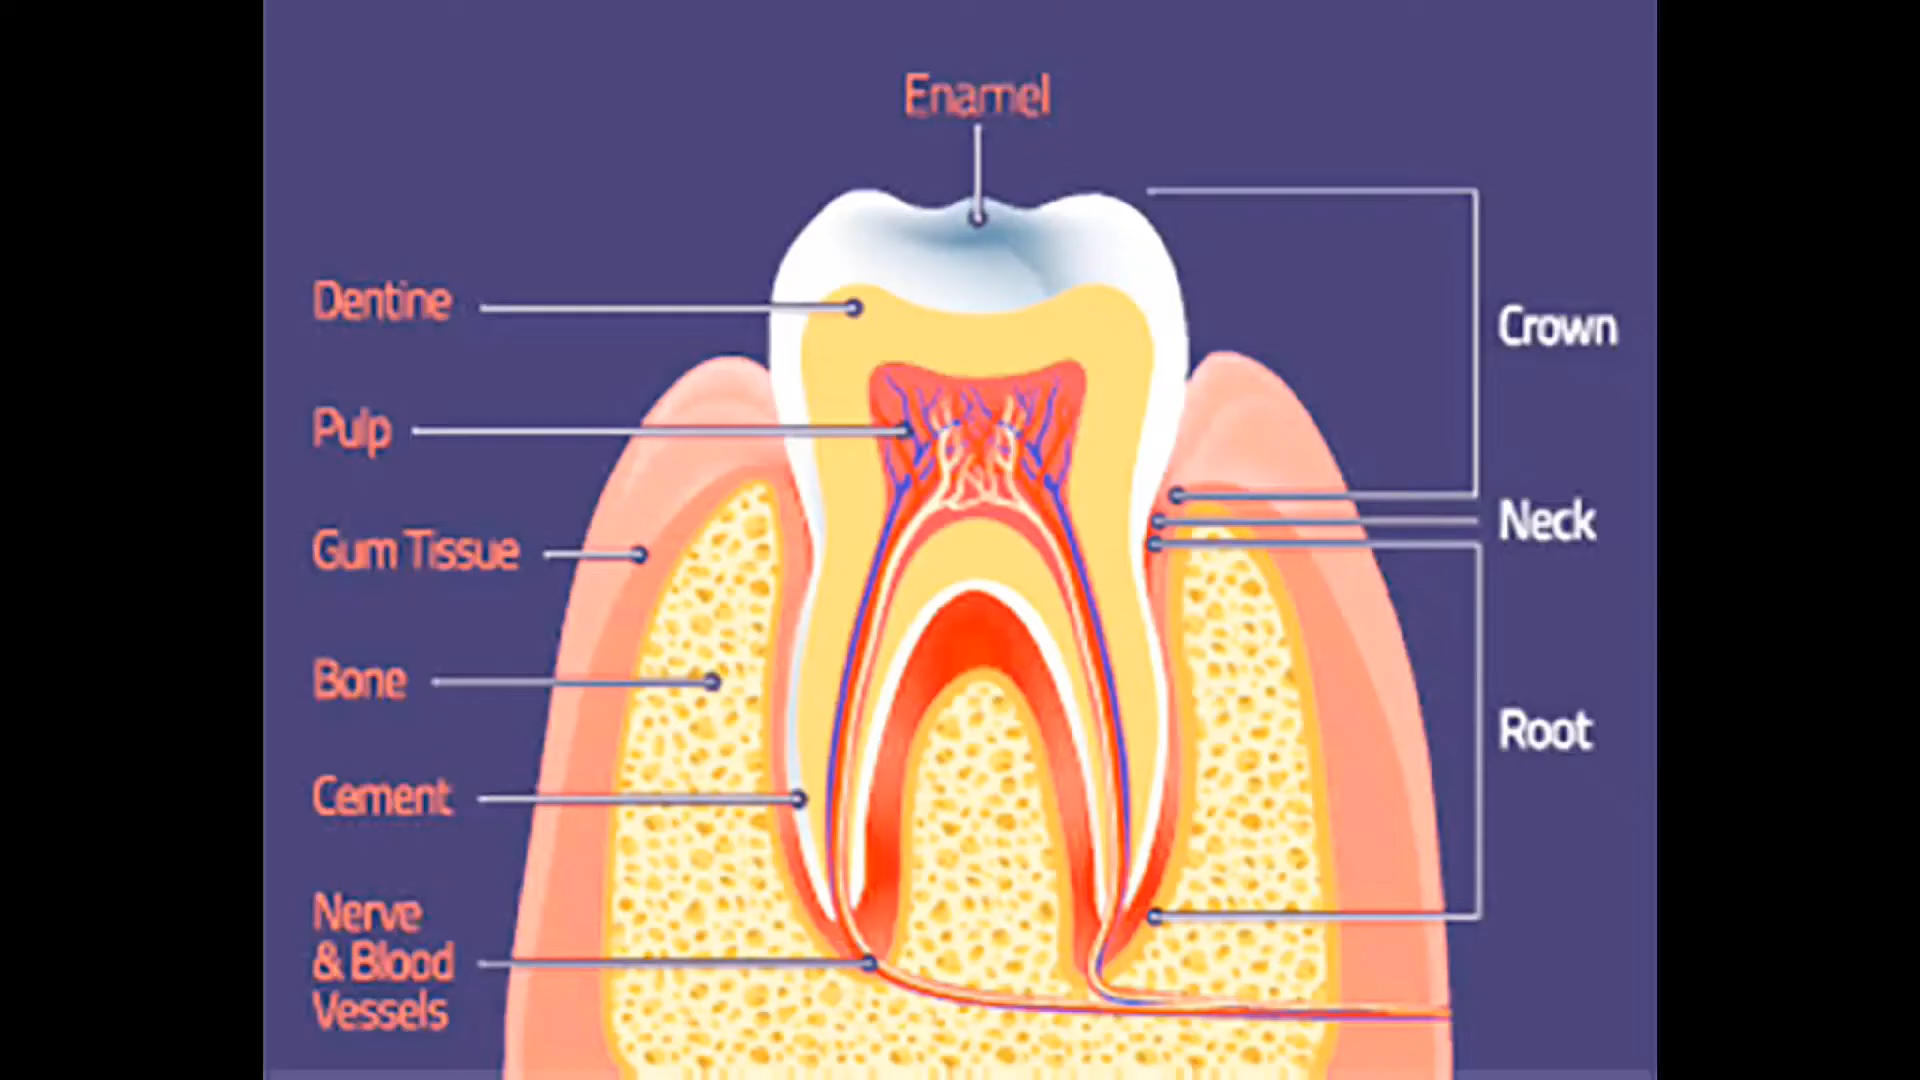 Enamel
Dentine
Pulp
Gum Tissue
Bone
Cement
Nerve
& Blood
Vessels
Crown
Neck
Root